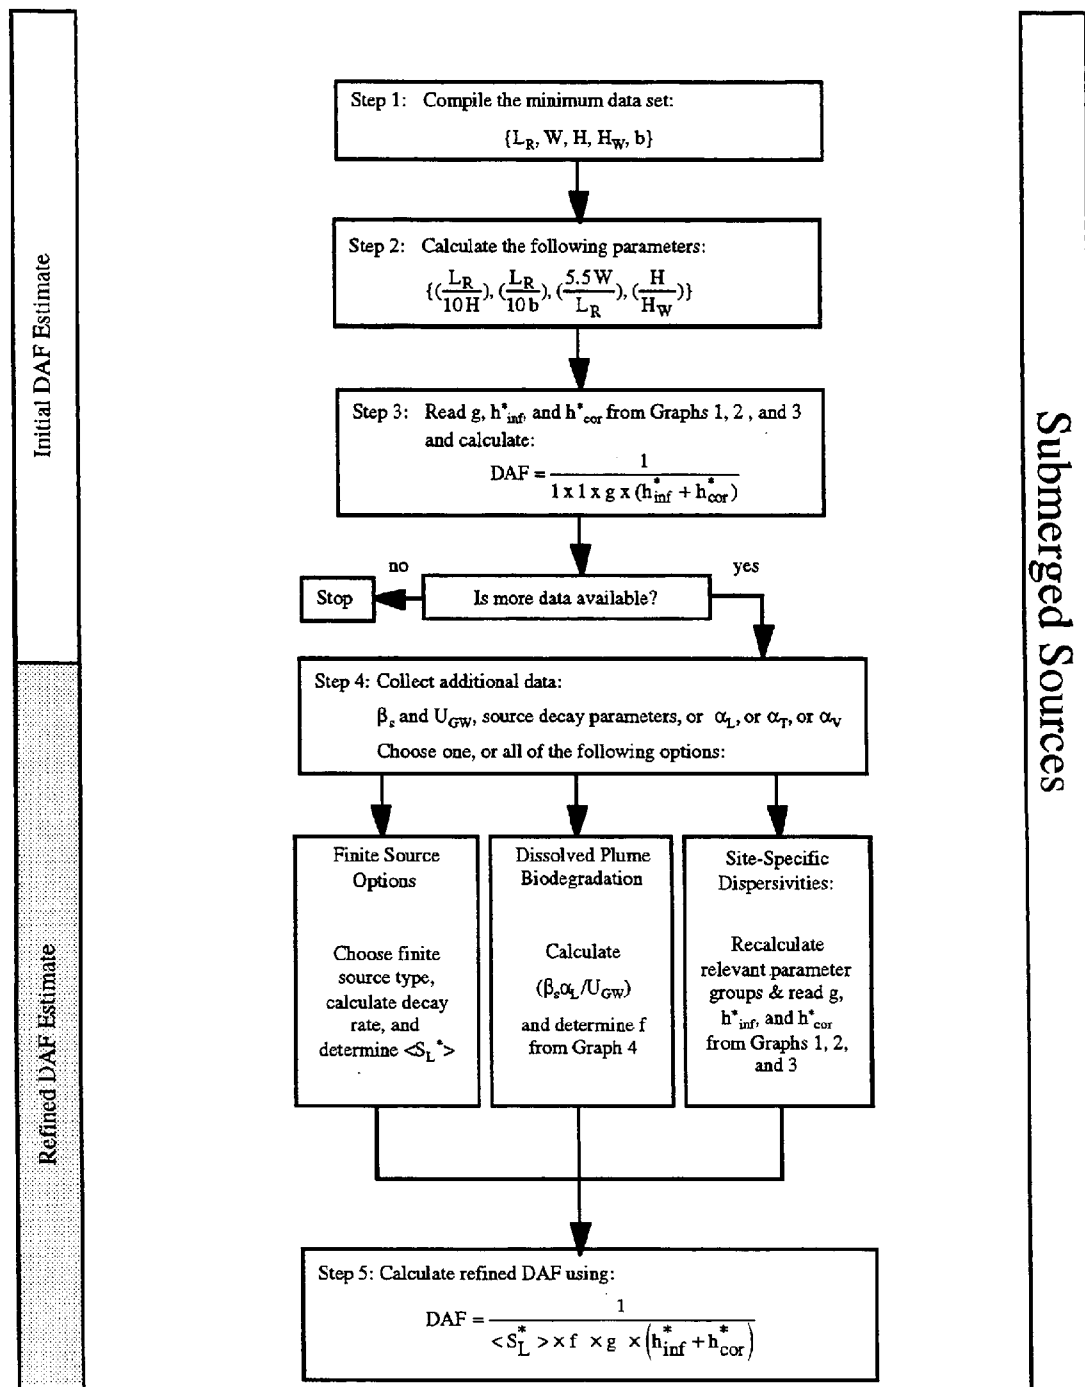 Initial DAF Estimate
Refined DAF Estimate
Submerged Sources
Step 1: Compile the minimum data set:
{L_R, W, H, H_W, b}
Step 2: Calculate the following parameters:
{(L_R/10H), (L_R/10b), (5.5W/L_R), (H/H_W)}
Step 3: Read g, h*_inf, and h*_cor from Graphs 1, 2 , and 3
and calculate:
DAF = 1 / (1 x 1 x g x (h*_inf + h*_cor))
no
yes
Stop
Is more data available?
Step 4: Collect additional data:
β_s and U_GW, source decay parameters, or α_L, or α_T, or α_V
Choose one, or all of the following options:
Finite Source
Options
Choose finite
source type,
calculate decay
rate, and
determine <S_L*>
Dissolved Plume
Biodegradation
Calculate
(β_sα_L/U_GW)
and determine f
from Graph 4
Site-Specific
Dispersivities:
Recalculate
relevant parameter
groups & read g,
h*_inf, and h*_cor
from Graphs 1, 2,
and 3
Step 5: Calculate refined DAF using:
DAF = 1 / (<S*_L> × f × g × (h*_inf + h*_cor))